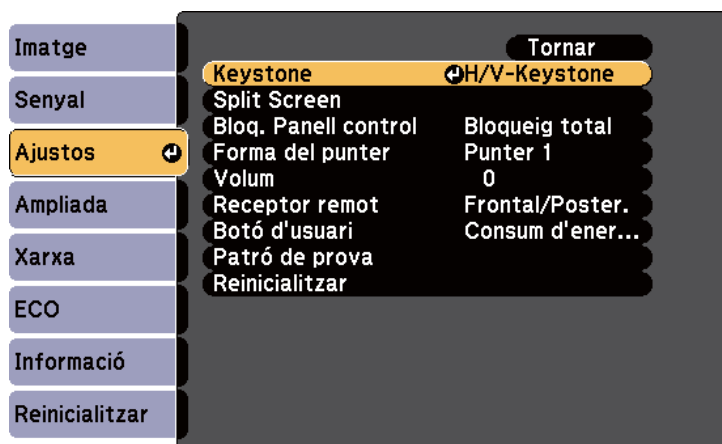 Imatge
Senyal
Ajustos
Ampliada
Xarxa
ECO
Informació
Reinicialitzar
Tornar
Keystone H/V-Keystone
Split Screen
Bloq. Panell control Bloqueig total
Forma del punter Punter 1
Volum 0
Receptor remot Frontal/Poster.
Botó d'usuari Consum d'ener...
Patró de prova
Reinicialitzar